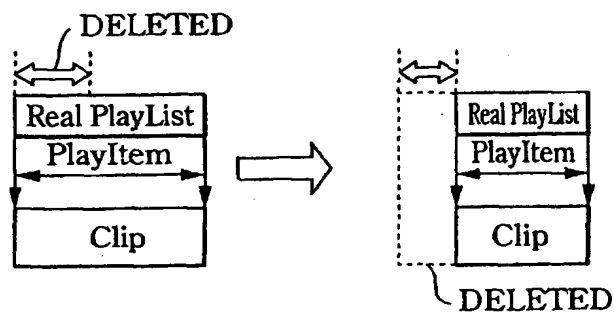 DELETED
Real PlayList
PlayItem
Clip
Real PlayList
PlayItem
Clip
DELETED